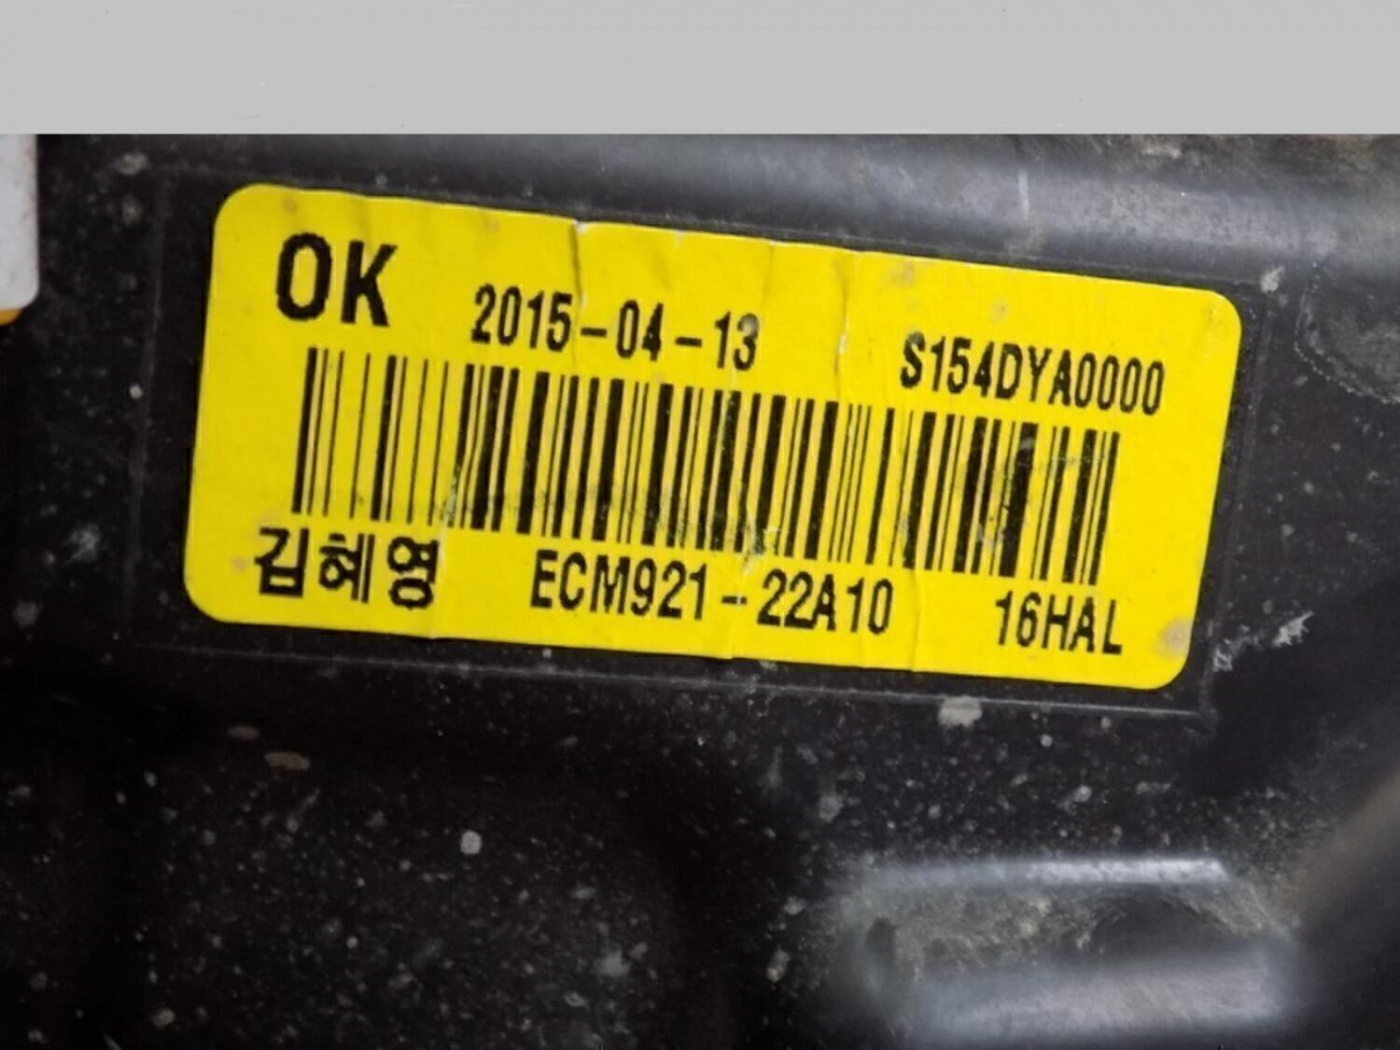 OK 2015-04-13 S154DYA0000
김혜영 ECM921-22A10 16HAL